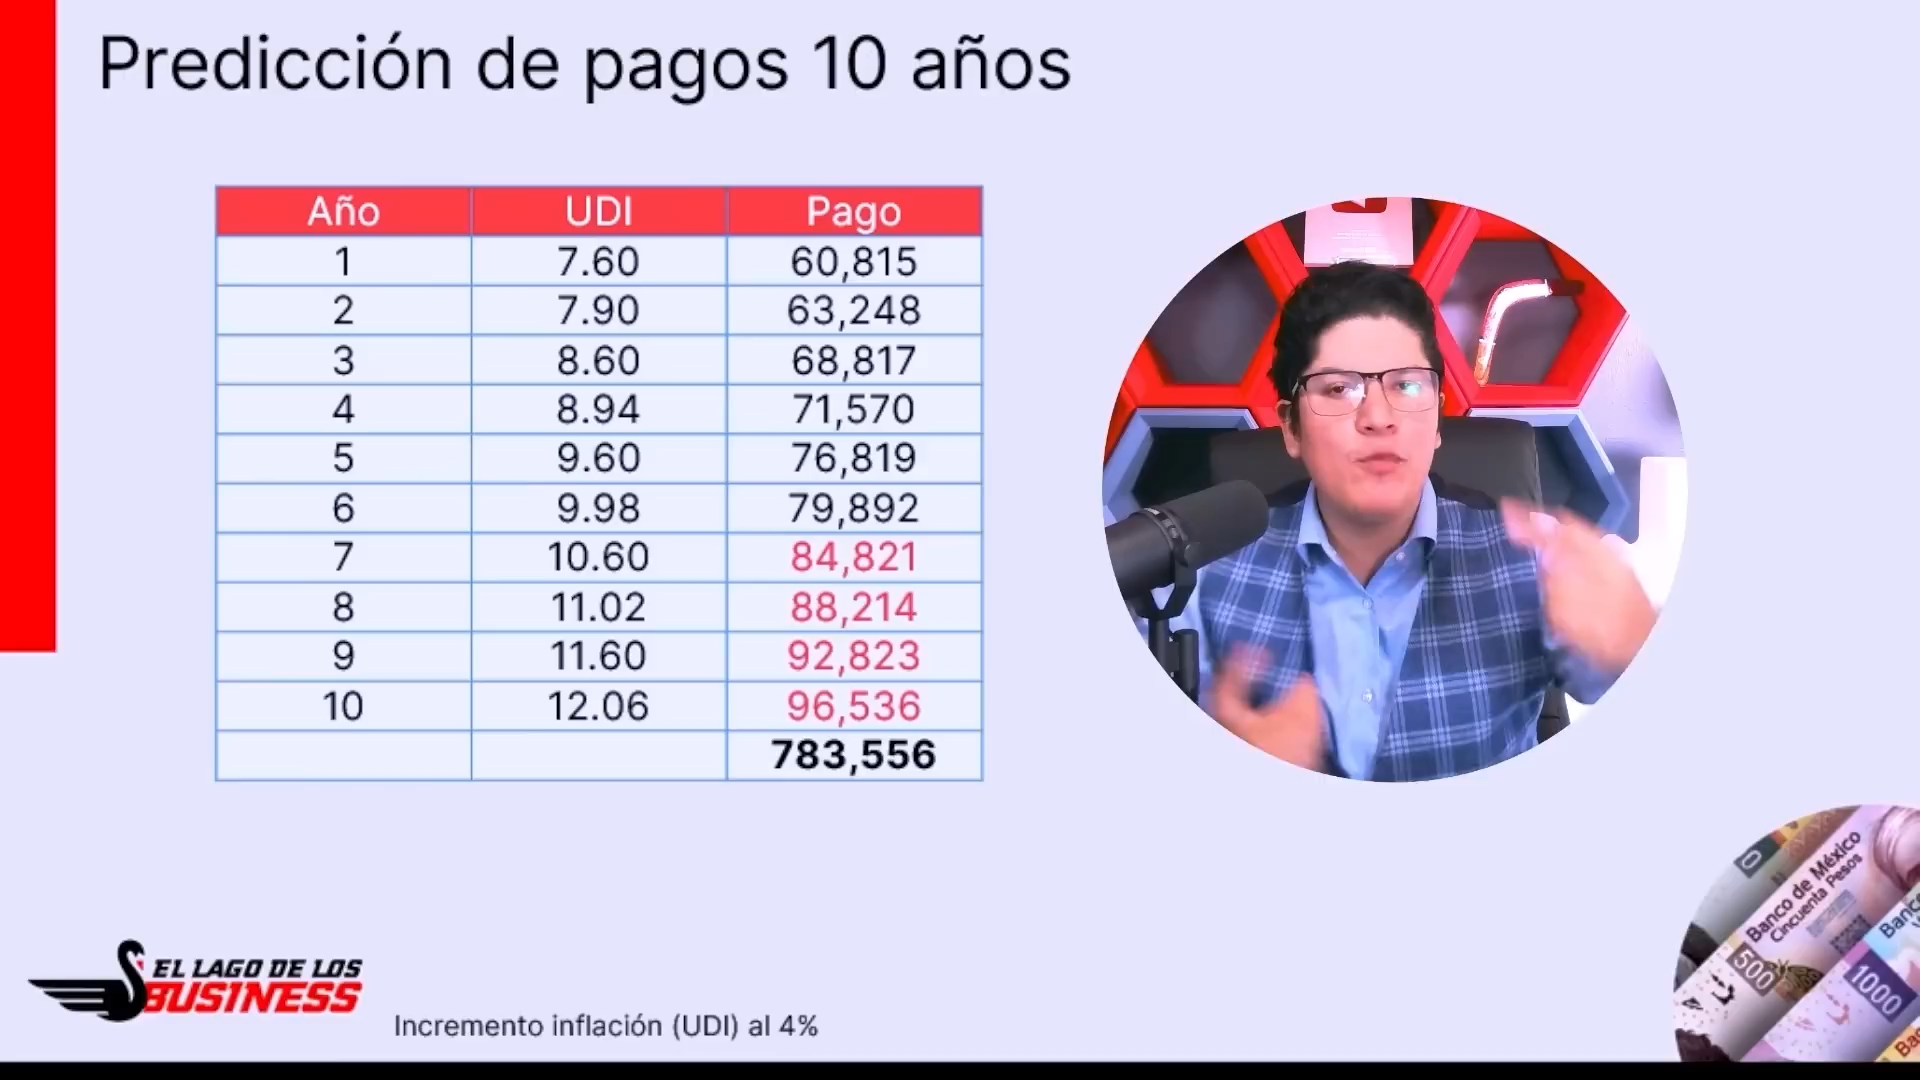 Predicción de pagos 10 años
Año UDI Pago
1 7.60 60,815
2 7.90 63,248
3 8.60 68,817
4 8.94 71,570
5 9.60 76,819
6 9.98 79,892
7 10.60 84,821
8 11.02 88,214
9 11.60 92,823
10 12.06 96,536
783,556
EL LAGO DE LOS
BUSINESS
Incremento inflación (UDI) al 4%
Banco de México
Cincuenta Pesos
500
1000